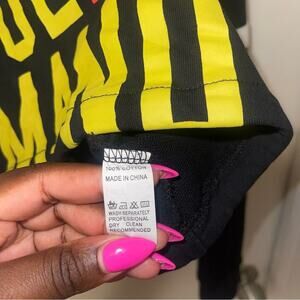 100% COTTON
MADE IN CHINA
WASH SEPARATELY
PROFESSIONAL
DRY CLEAN
RECOMMENDED